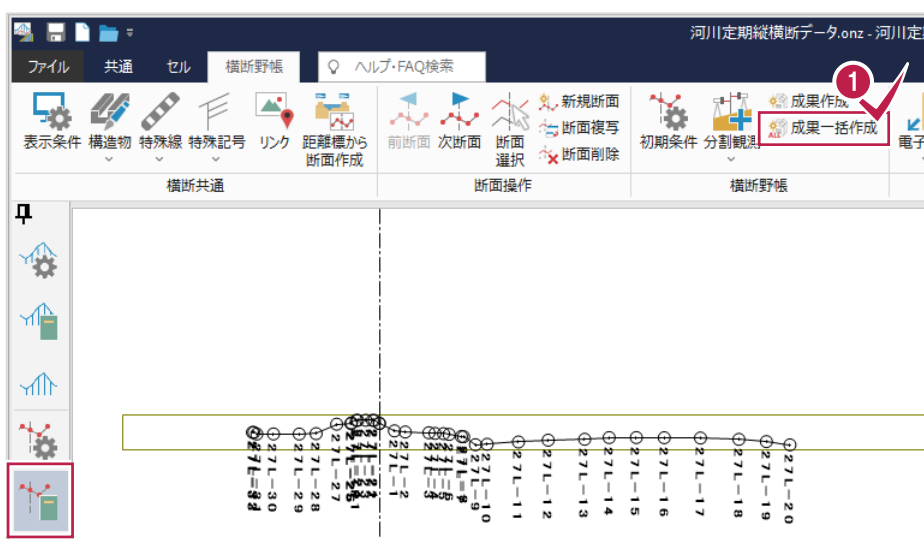 河川定期縦横断データ.onz - 河川定
ファイル 共通 セル 横断野帳 ヘルプ・FAQ検索
1
表示条件 構造物 特殊線 特殊記号 リンク 距離標から断面作成 前断面 次断面 断面選択 新規断面 断面複写 断面削除 初期条件 分割観測 成果作成 成果一括作成 電子
横断共通 断面操作 横断野帳
27L-30
27L-29
27L-28
27L-27
27L-1
27L-2
27L-9
27L-10
27L-11
27L-12
27L-13
27L-14
27L-15
27L-16
27L-17
27L-18
27L-19
27L-20